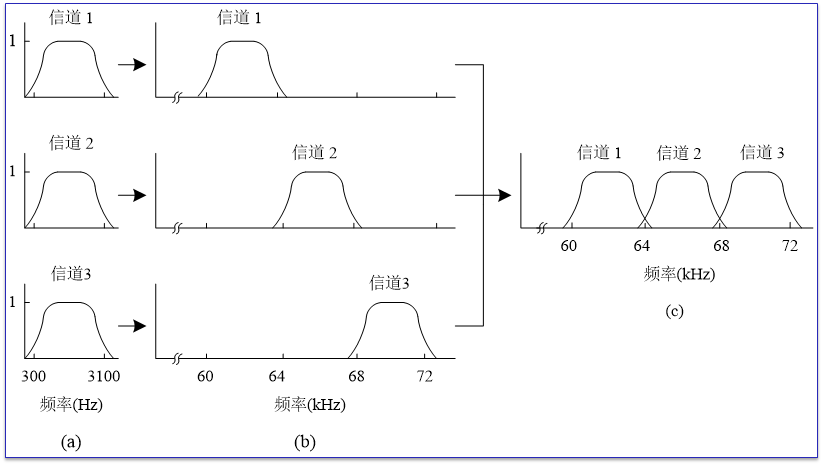 信道 1 信道 1
1
信道 2 信道 2
1
信道 1 信道 2 信道 3
60 64 68 72
频率(kHz)
(c)
信道3 信道3
1
300 3100 60 64 68 72
频率(Hz) 频率(kHz)
(a) (b)